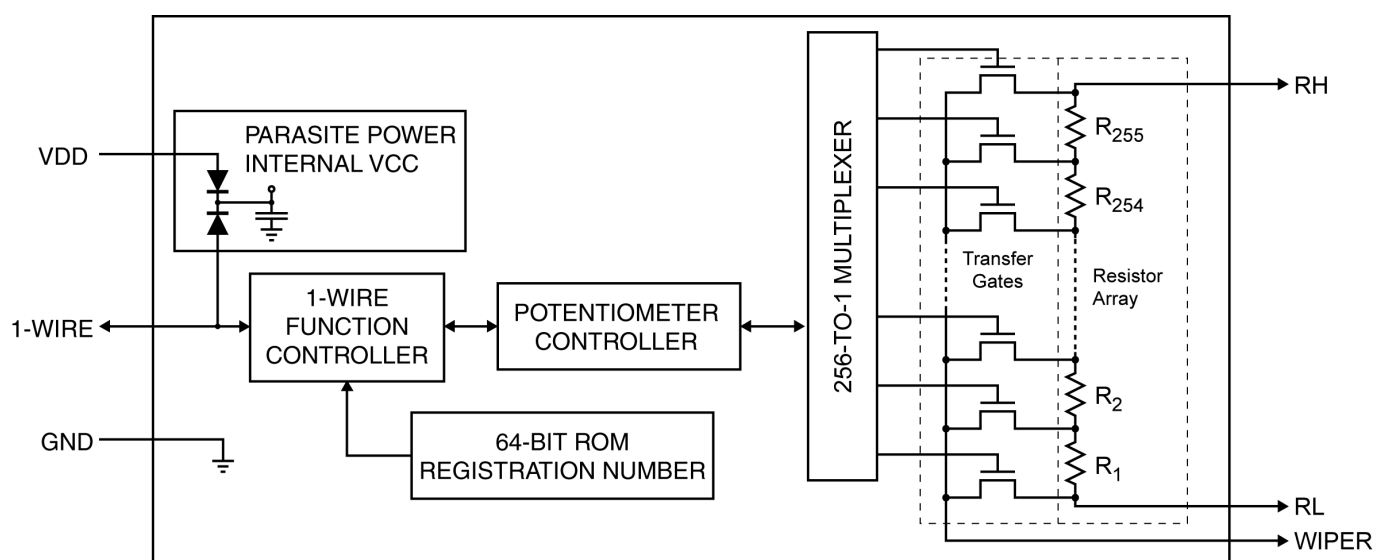 PARASITE POWER
INTERNAL VCC
VDD
1-WIRE
GND
1-WIRE
FUNCTION
CONTROLLER
POTENTIOMETER
CONTROLLER
64-BIT ROM
REGISTRATION NUMBER
256-TO-1 MULTIPLEXER
Transfer
Gates
Resistor
Array
R255
R254
R2
R1
RH
RL
WIPER